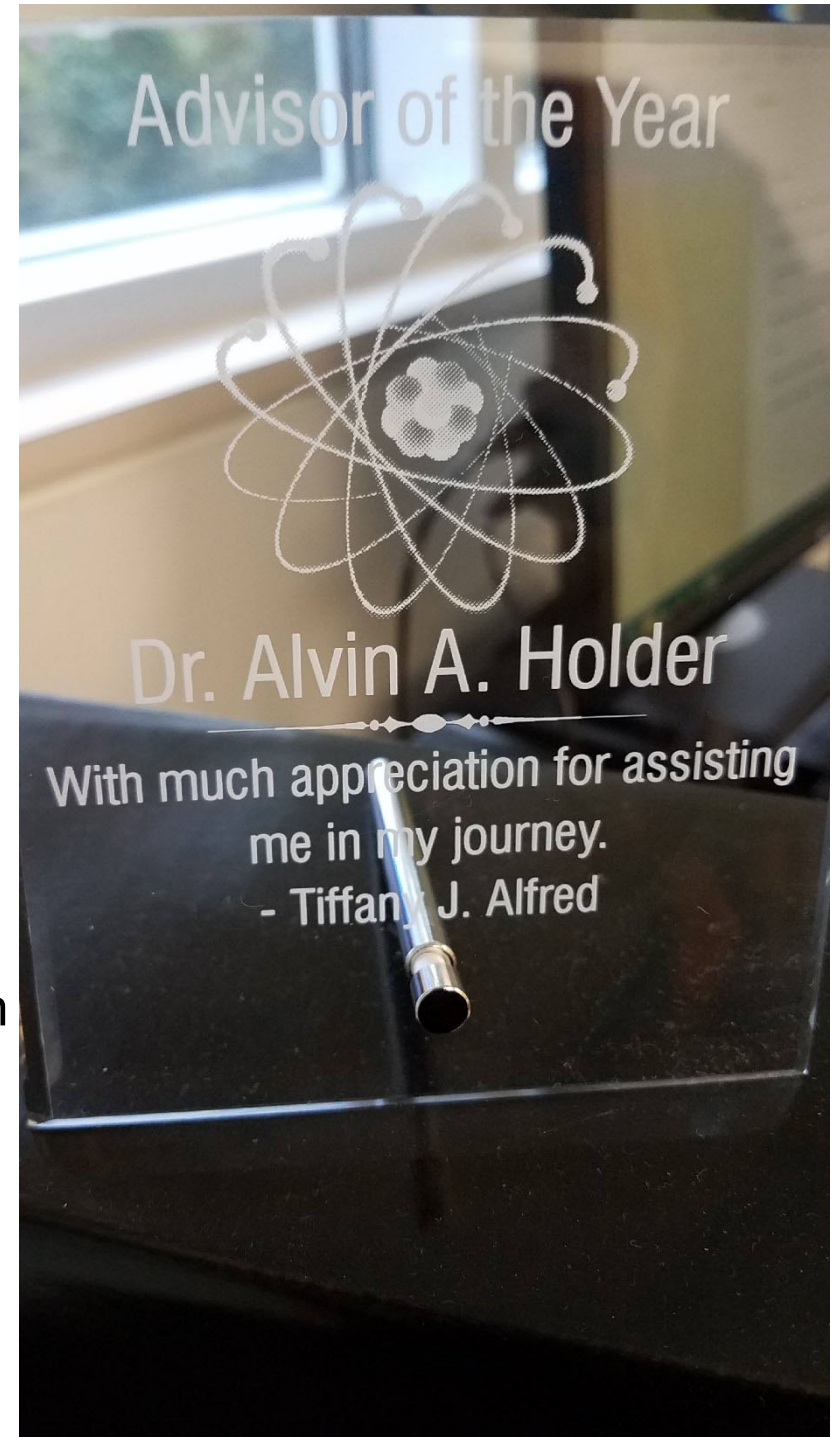 Advisor of the Year
Dr. Alvin A. Holder
With much appreciation for assisting
me in my journey.
- Tiffany J. Alfred